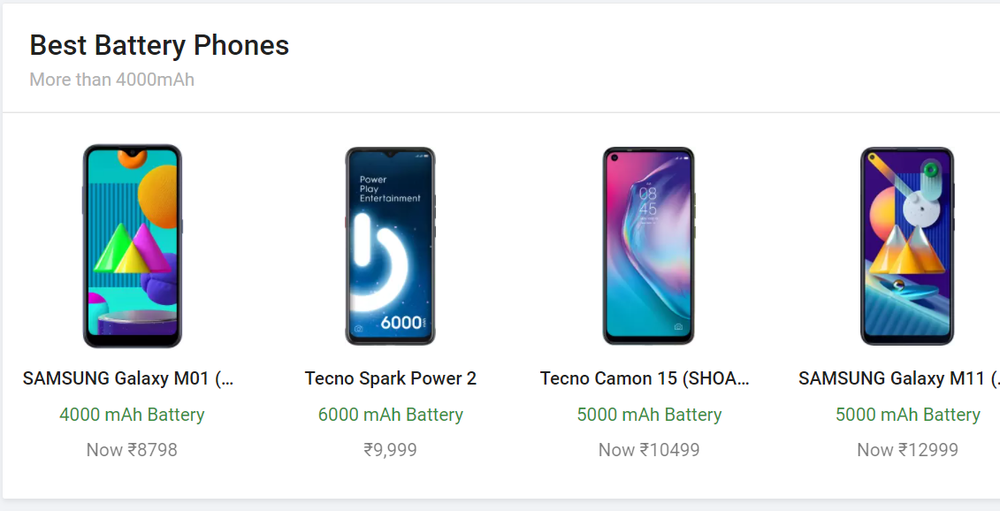 Best Battery Phones
More than 4000mAh
Power
Play
Entertainment
6000
08
45
SAMSUNG Galaxy M01 (...
Tecno Spark Power 2
Tecno Camon 15 (SHOA...
SAMSUNG Galaxy M11 (.
4000 mAh Battery
6000 mAh Battery
5000 mAh Battery
5000 mAh Battery
Now ₹8798
₹9,999
Now ₹10499
Now ₹12999